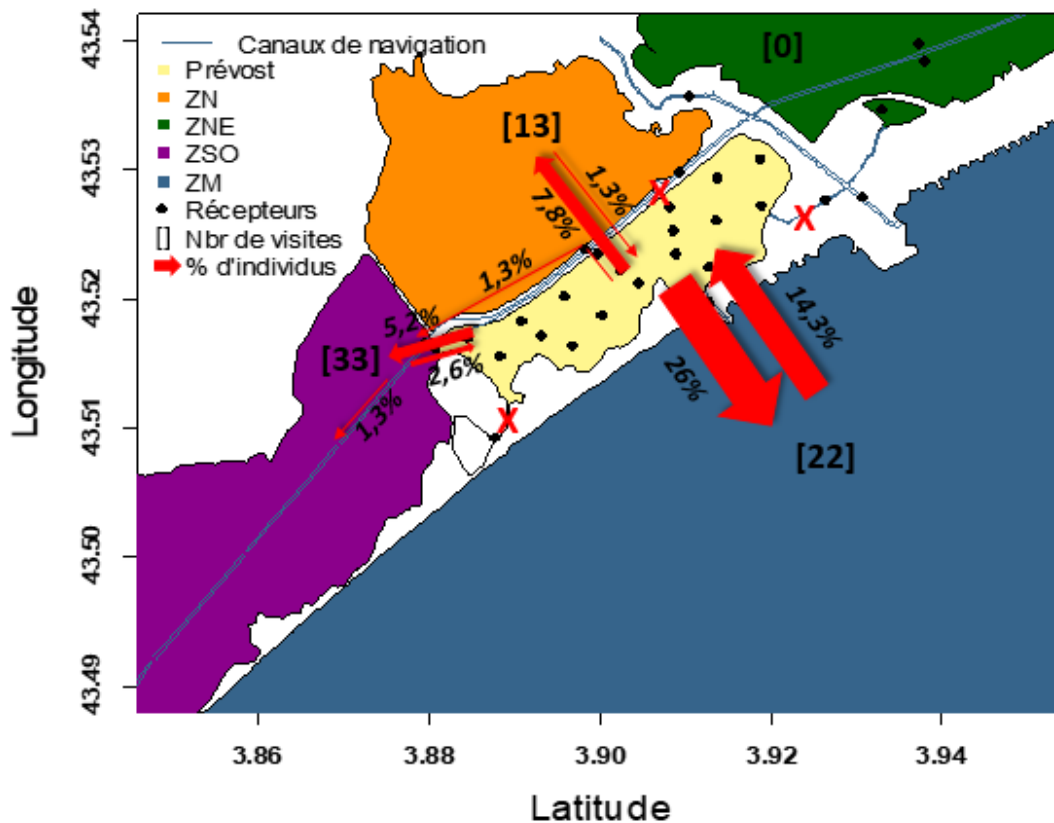 Canaux de navigation
Prévost
ZN
ZNE
ZSO
ZM
Récepteurs
[] Nbr de visites
% d'individus
[0]
[13]
1,3%
7,8%
X
X
1,3%
5,2%
[33]
2,6%
1,3%
X
14,3%
26%
[22]
43.54
43.53
43.52
43.51
43.50
43.49
Longitude
3.86
3.88
3.90
3.92
3.94
Latitude